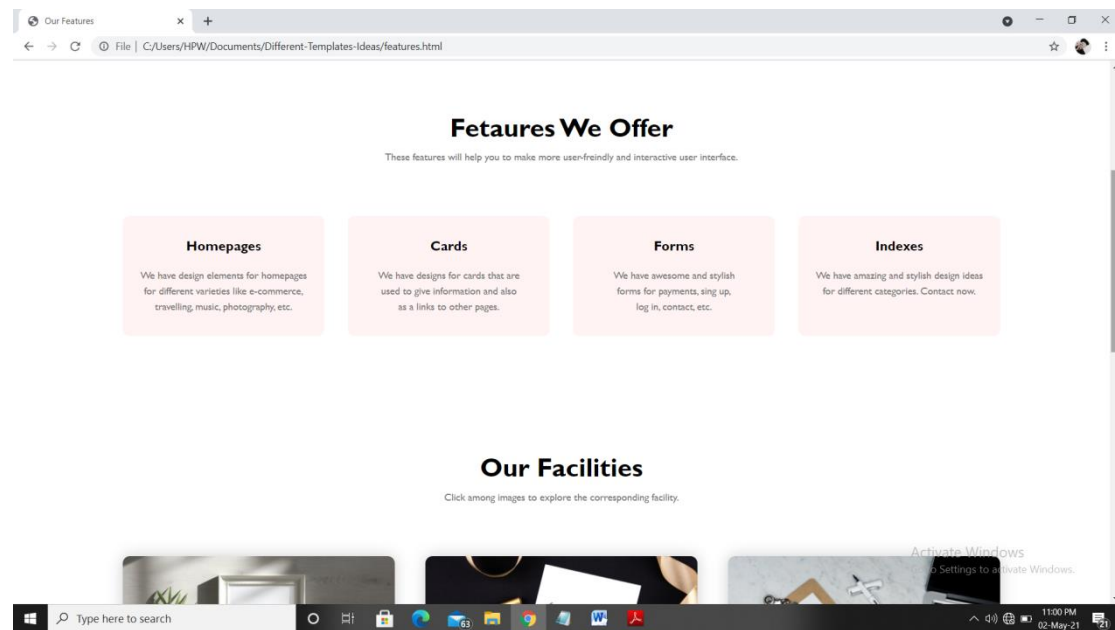 Our Features
File | C:/Users/HPW/Documents/Different-Templates-Ideas/features.html
Fetaures We Offer
These features will help you to make more user-freindly and interactive user interface.
Homepages
We have design elements for homepages
for different varieties like e-commerce,
travelling, music, photography, etc.
Cards
We have designs for cards that are
used to give information and also
as a links to other pages.
Forms
We have awesome and stylish
forms for payments, sing up,
log in, contact, etc.
Indexes
We have amazing and stylish design ideas
for different categories. Contact now.
Our Facilities
Click among images to explore the corresponding facility.
Activate Windows
Go to Settings to activate Windows.
Type here to search
63
11:00 PM
02-May-21
21